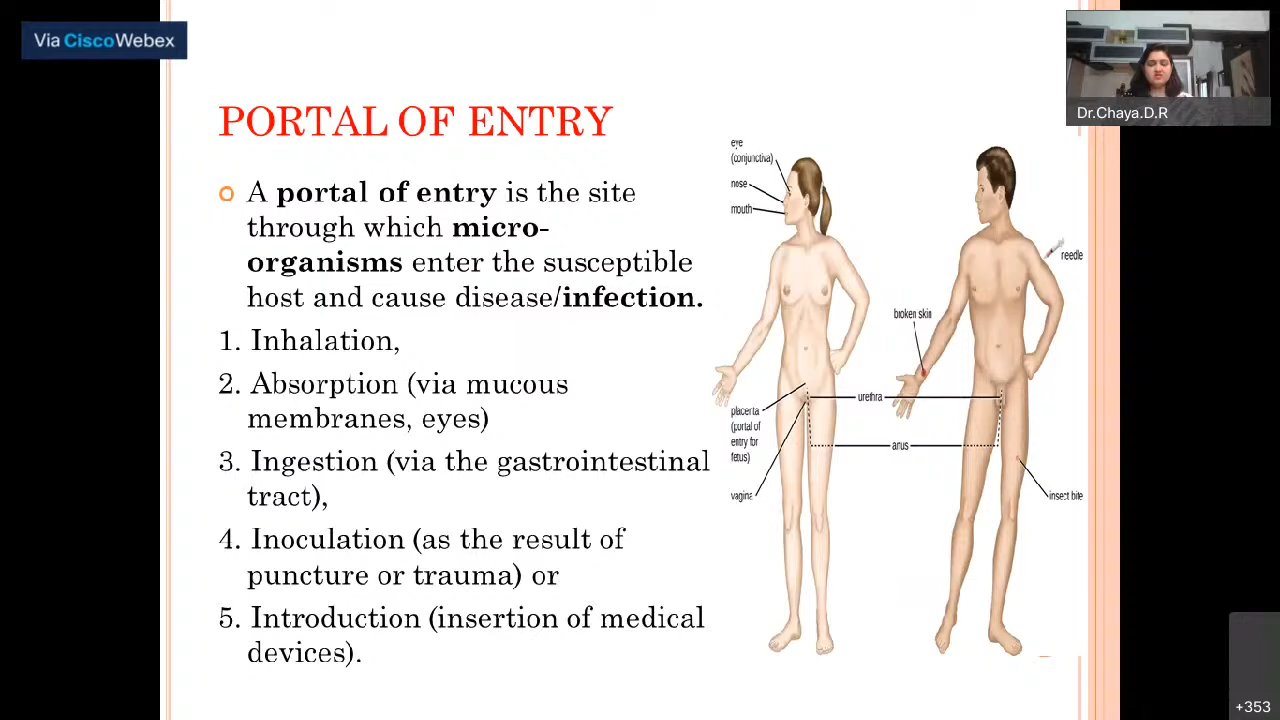 Via CiscoWebex
Dr.Chaya.D.R
PORTAL OF ENTRY
A portal of entry is the site
through which micro-
organisms enter the susceptible
host and cause disease/infection.
1. Inhalation,
2. Absorption (via mucous
membranes, eyes)
3. Ingestion (via the gastrointestinal
tract),
4. Inoculation (as the result of
puncture or trauma) or
5. Introduction (insertion of medical
devices).
eye
(conjunctiva)
nose
mouth
needle
broken skin
urethra
placenta
(portal of
entry for
fetus)
anus
vagina
insect bite
+353